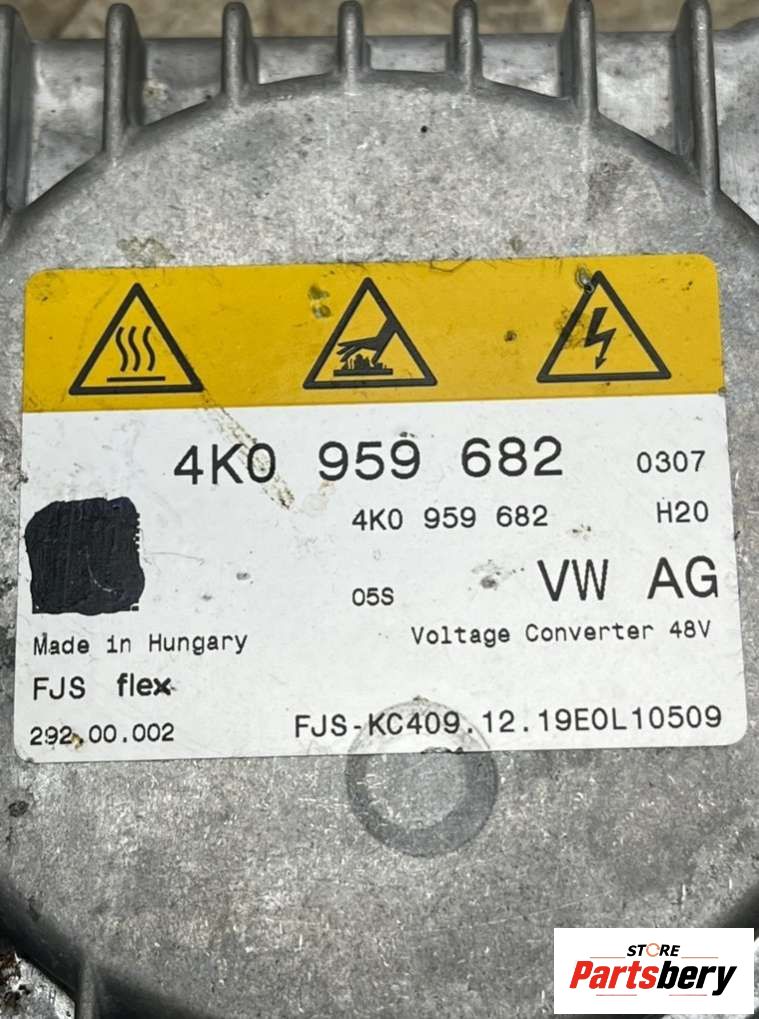 4K0 959 682 0307
4K0 959 682 H20
05S VW AG
Made in Hungary Voltage Converter 48V
FJS flex
292.00.002 FJS-KC409.12.19E0L10509
STORE
Partsbery